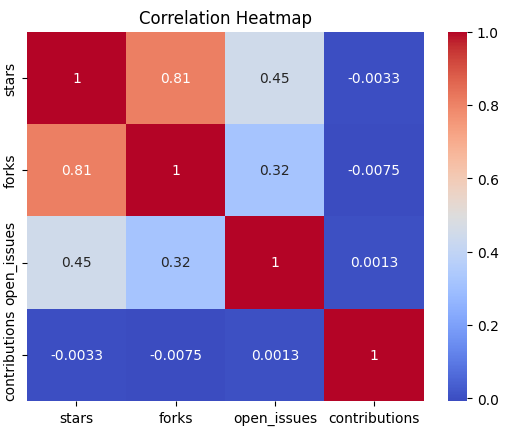 Correlation Heatmap
stars 1 0.81 0.45 -0.0033
forks 0.81 1 0.32 -0.0075
open_issues 0.45 0.32 1 0.0013
contributions -0.0033 -0.0075 0.0013 1
stars forks open_issues contributions
1.0
0.8
0.6
0.4
0.2
0.0